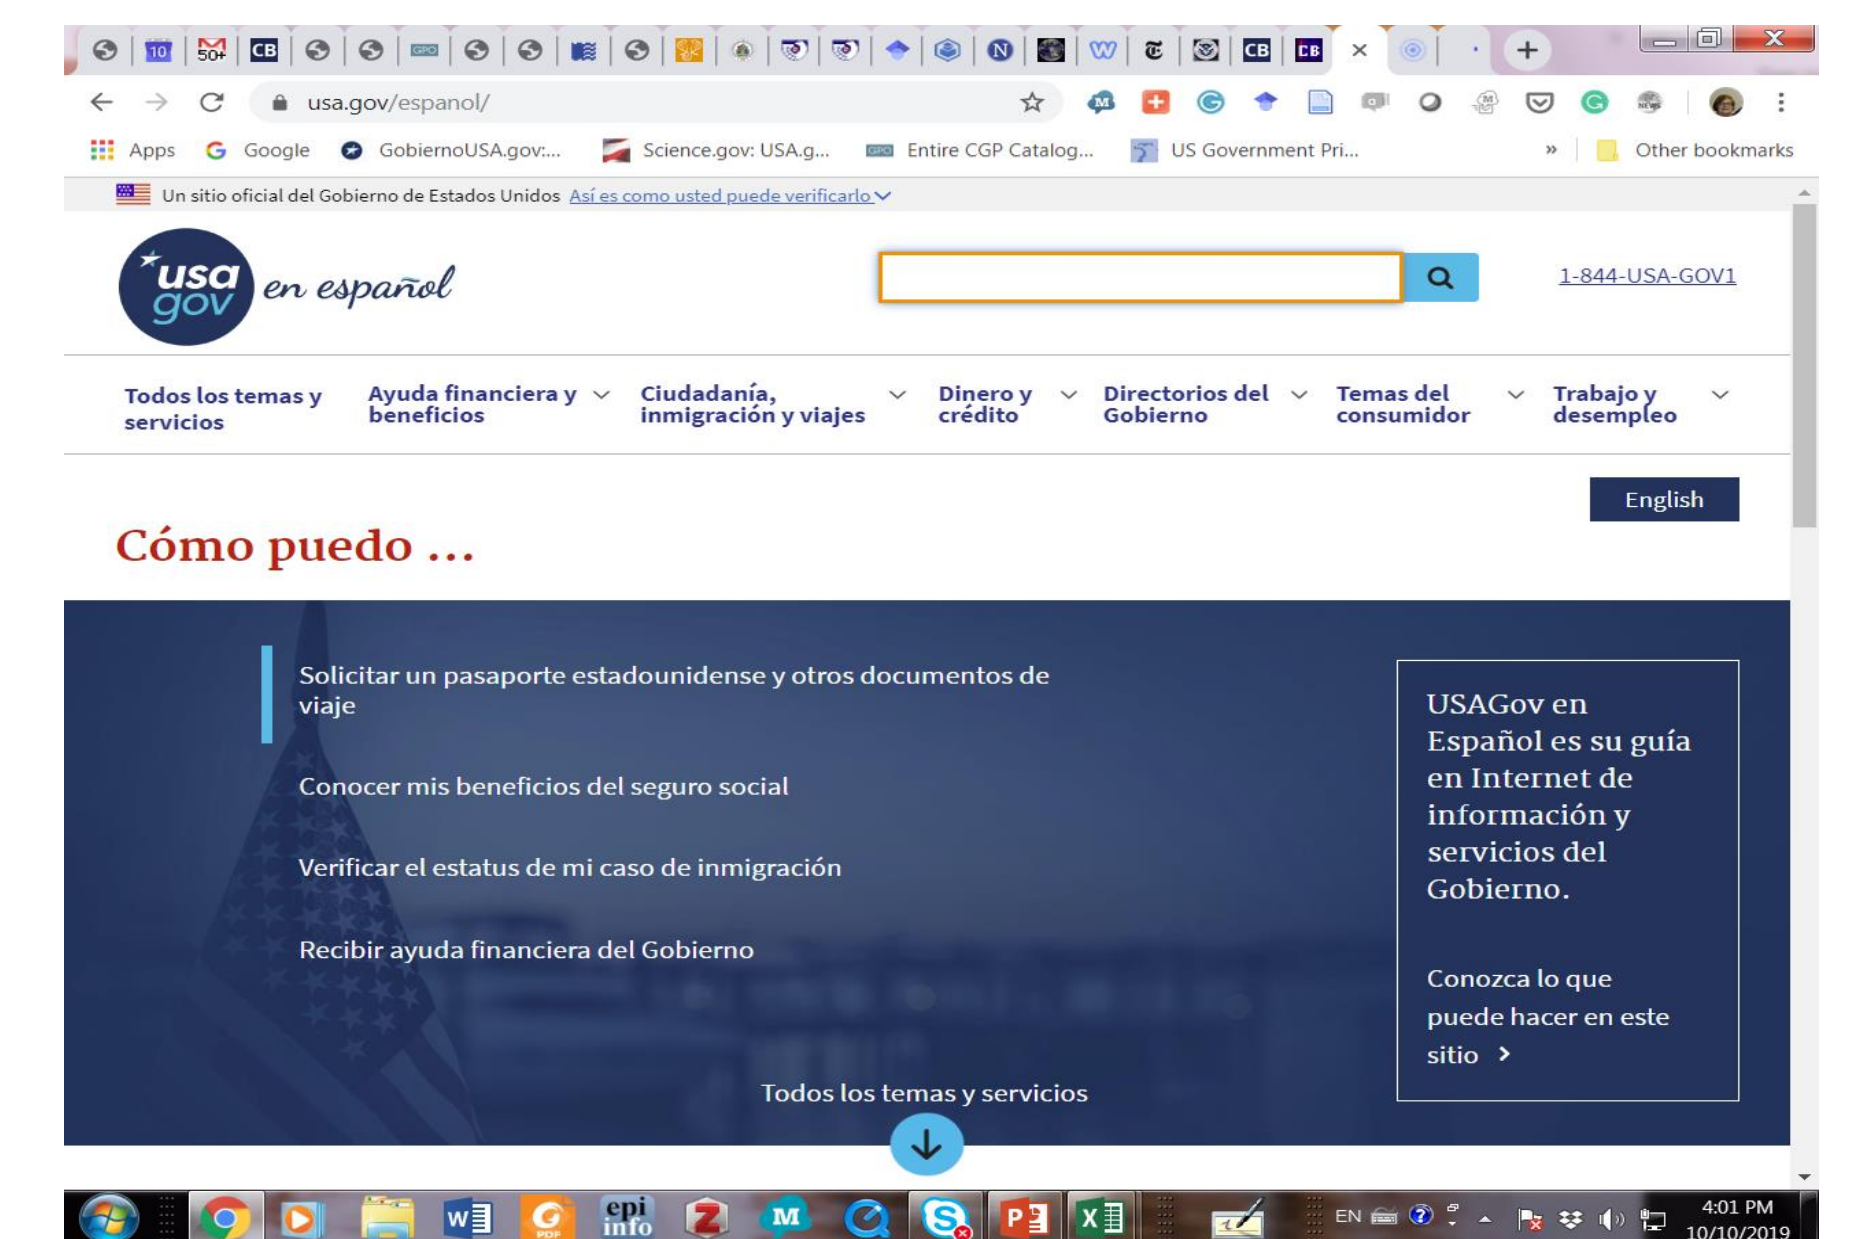 10 50+ CB GPO N W CB CB
usa.gov/espanol/
Apps Google GobiernoUSA.gov:... Science.gov: USA.g... GPO Entire CGP Catalog... US Government Pri... » Other bookmarks
Un sitio oficial del Gobierno de Estados Unidos Así es como usted puede verificarlo
usa
gov
en español
1-844-USA-GOV1
Todos los temas y
servicios
Ayuda financiera y
beneficios
Ciudadanía,
inmigración y viajes
Dinero y
crédito
Directorios del
Gobierno
Temas del
consumidor
Trabajo y
desempleo
English
Cómo puedo ...
Solicitar un pasaporte estadounidense y otros documentos de
viaje
Conocer mis beneficios del seguro social
Verificar el estatus de mi caso de inmigración
Recibir ayuda financiera del Gobierno
Todos los temas y servicios
USAGov en
Español es su guía
en Internet de
información y
servicios del
Gobierno.
Conozca lo que
puede hacer en este
sitio
epi
info
PDF
EN
4:01 PM
10/10/2019